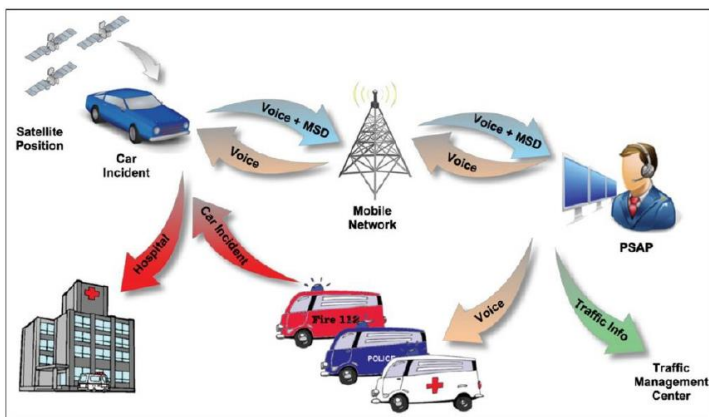 Satellite
Position
Car
Incident
Voice + MSD
Voice
Mobile
Network
Voice + MSD
Voice
PSAP
Hospital
Car Incident
Fire 112
POLICE
Voice
Traffic Info
Traffic
Management
Center